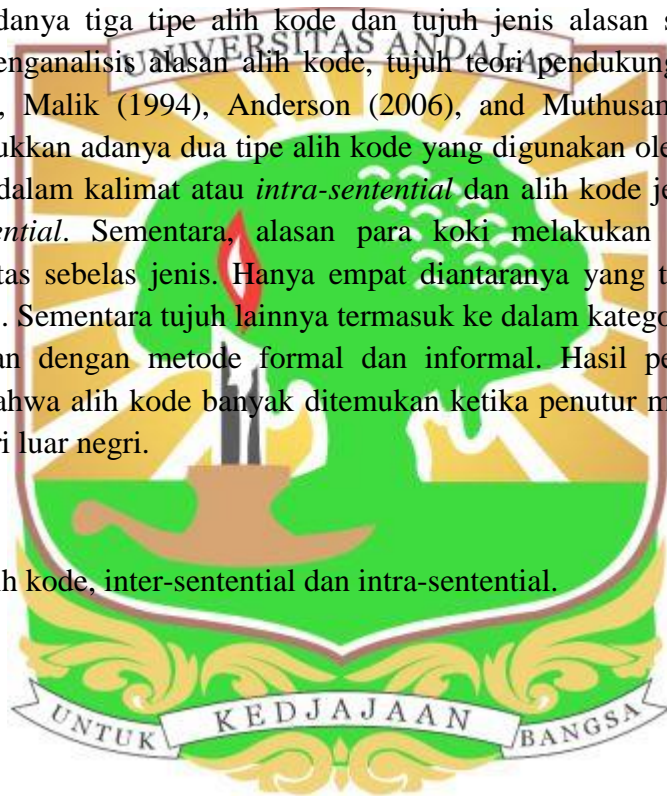 danya tiga tipe alih kode dan tujuh jenis alasan s
UNIVERSITAS ANDALAS
enganalisis alasan alih kode, tujuh teori pendukung
, Malik (1994), Anderson (2006), and Muthusan
ukkan adanya dua tipe alih kode yang digunakan ole
dalam kalimat atau intra-sentential dan alih kode je
ential. Sementara, alasan para koki melakukan
tas sebelas jenis. Hanya empat diantaranya yang t
. Sementara tujuh lainnya termasuk ke dalam katego
an dengan metode formal dan informal. Hasil pe
ahwa alih kode banyak ditemukan ketika penutur m
ri luar negri.
ih kode, inter-sentential dan intra-sentential.
UNTUK KEDJAJAAN BANGSA